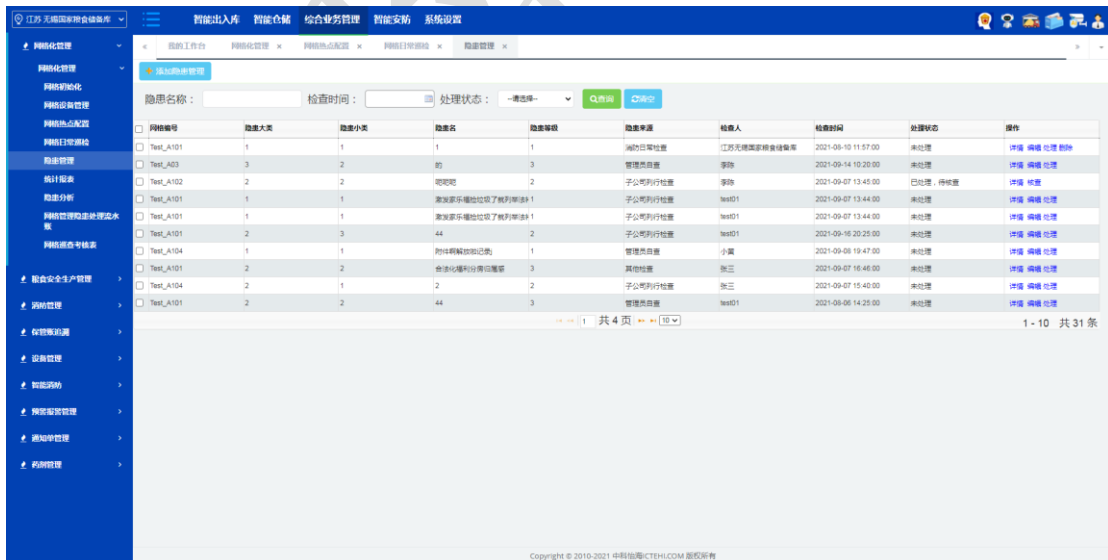 江苏 无锡国家粮食储备库
智能出入库 智能仓储 综合业务管理 智能安防 系统设置
网格化管理
网格化管理
网格初始化
网格设备管理
网格热点配置
网格日常巡检
隐患管理
统计报表
隐患分析
网格管理隐患处理流水账
网格巡查考核表
粮食安全生产管理
消防管理
保管账追溯
设备管理
智能消防
预警报警管理
通知单管理
药剂管理
我的工作台 网格化管理 × 网格热点配置 × 网格日常巡检 × 隐患管理 ×
添加隐患管理
隐患名称： 检查时间： 处理状态： --请选择-- 查询 清空
网格编号 隐患大类 隐患小类 隐患名 隐患等级 隐患来源 检查人 检查时间 处理状态 操作
Test_A101 1 1 1 1 消防日常检查 江苏无锡国家粮食储备库 2021-08-10 11:57:00 未处理 详情 编辑 处理 删除
Test_A03 3 2 的 3 管理员自查 李陈 2021-09-14 10:20:00 未处理 详情 编辑 处理
Test_A102 2 2 吧吧吧 2 子公司例行检查 李陈 2021-09-07 13:45:00 已处理，待核查 详情 核查
Test_A101 1 1 1 子公司例行检查 test01 2021-09-07 13:44:00 未处理 详情 编辑 处理
Test_A101 1 1 1 子公司例行检查 test01 2021-09-07 13:44:00 未处理 详情 编辑 处理
Test_A101 2 3 44 2 子公司例行检查 test01 2021-09-16 20:25:00 未处理 详情 编辑 处理
Test_A104 1 1 1 管理员自查 小黄 2021-09-08 19:47:00 未处理 详情 编辑 处理
Test_A101 2 2 3 其他检查 张三 2021-09-07 16:46:00 未处理 详情 编辑 处理
Test_A104 2 1 2 2 子公司例行检查 张三 2021-09-07 15:40:00 未处理 详情 编辑 处理
Test_A101 2 2 44 3 管理员自查 test01 2021-08-06 14:25:00 未处理 详情 编辑 处理
1 共 4 页 10
1 - 10 共 31 条
Copyright © 2010-2021 中科怡海ICTEHI.COM 版权所有